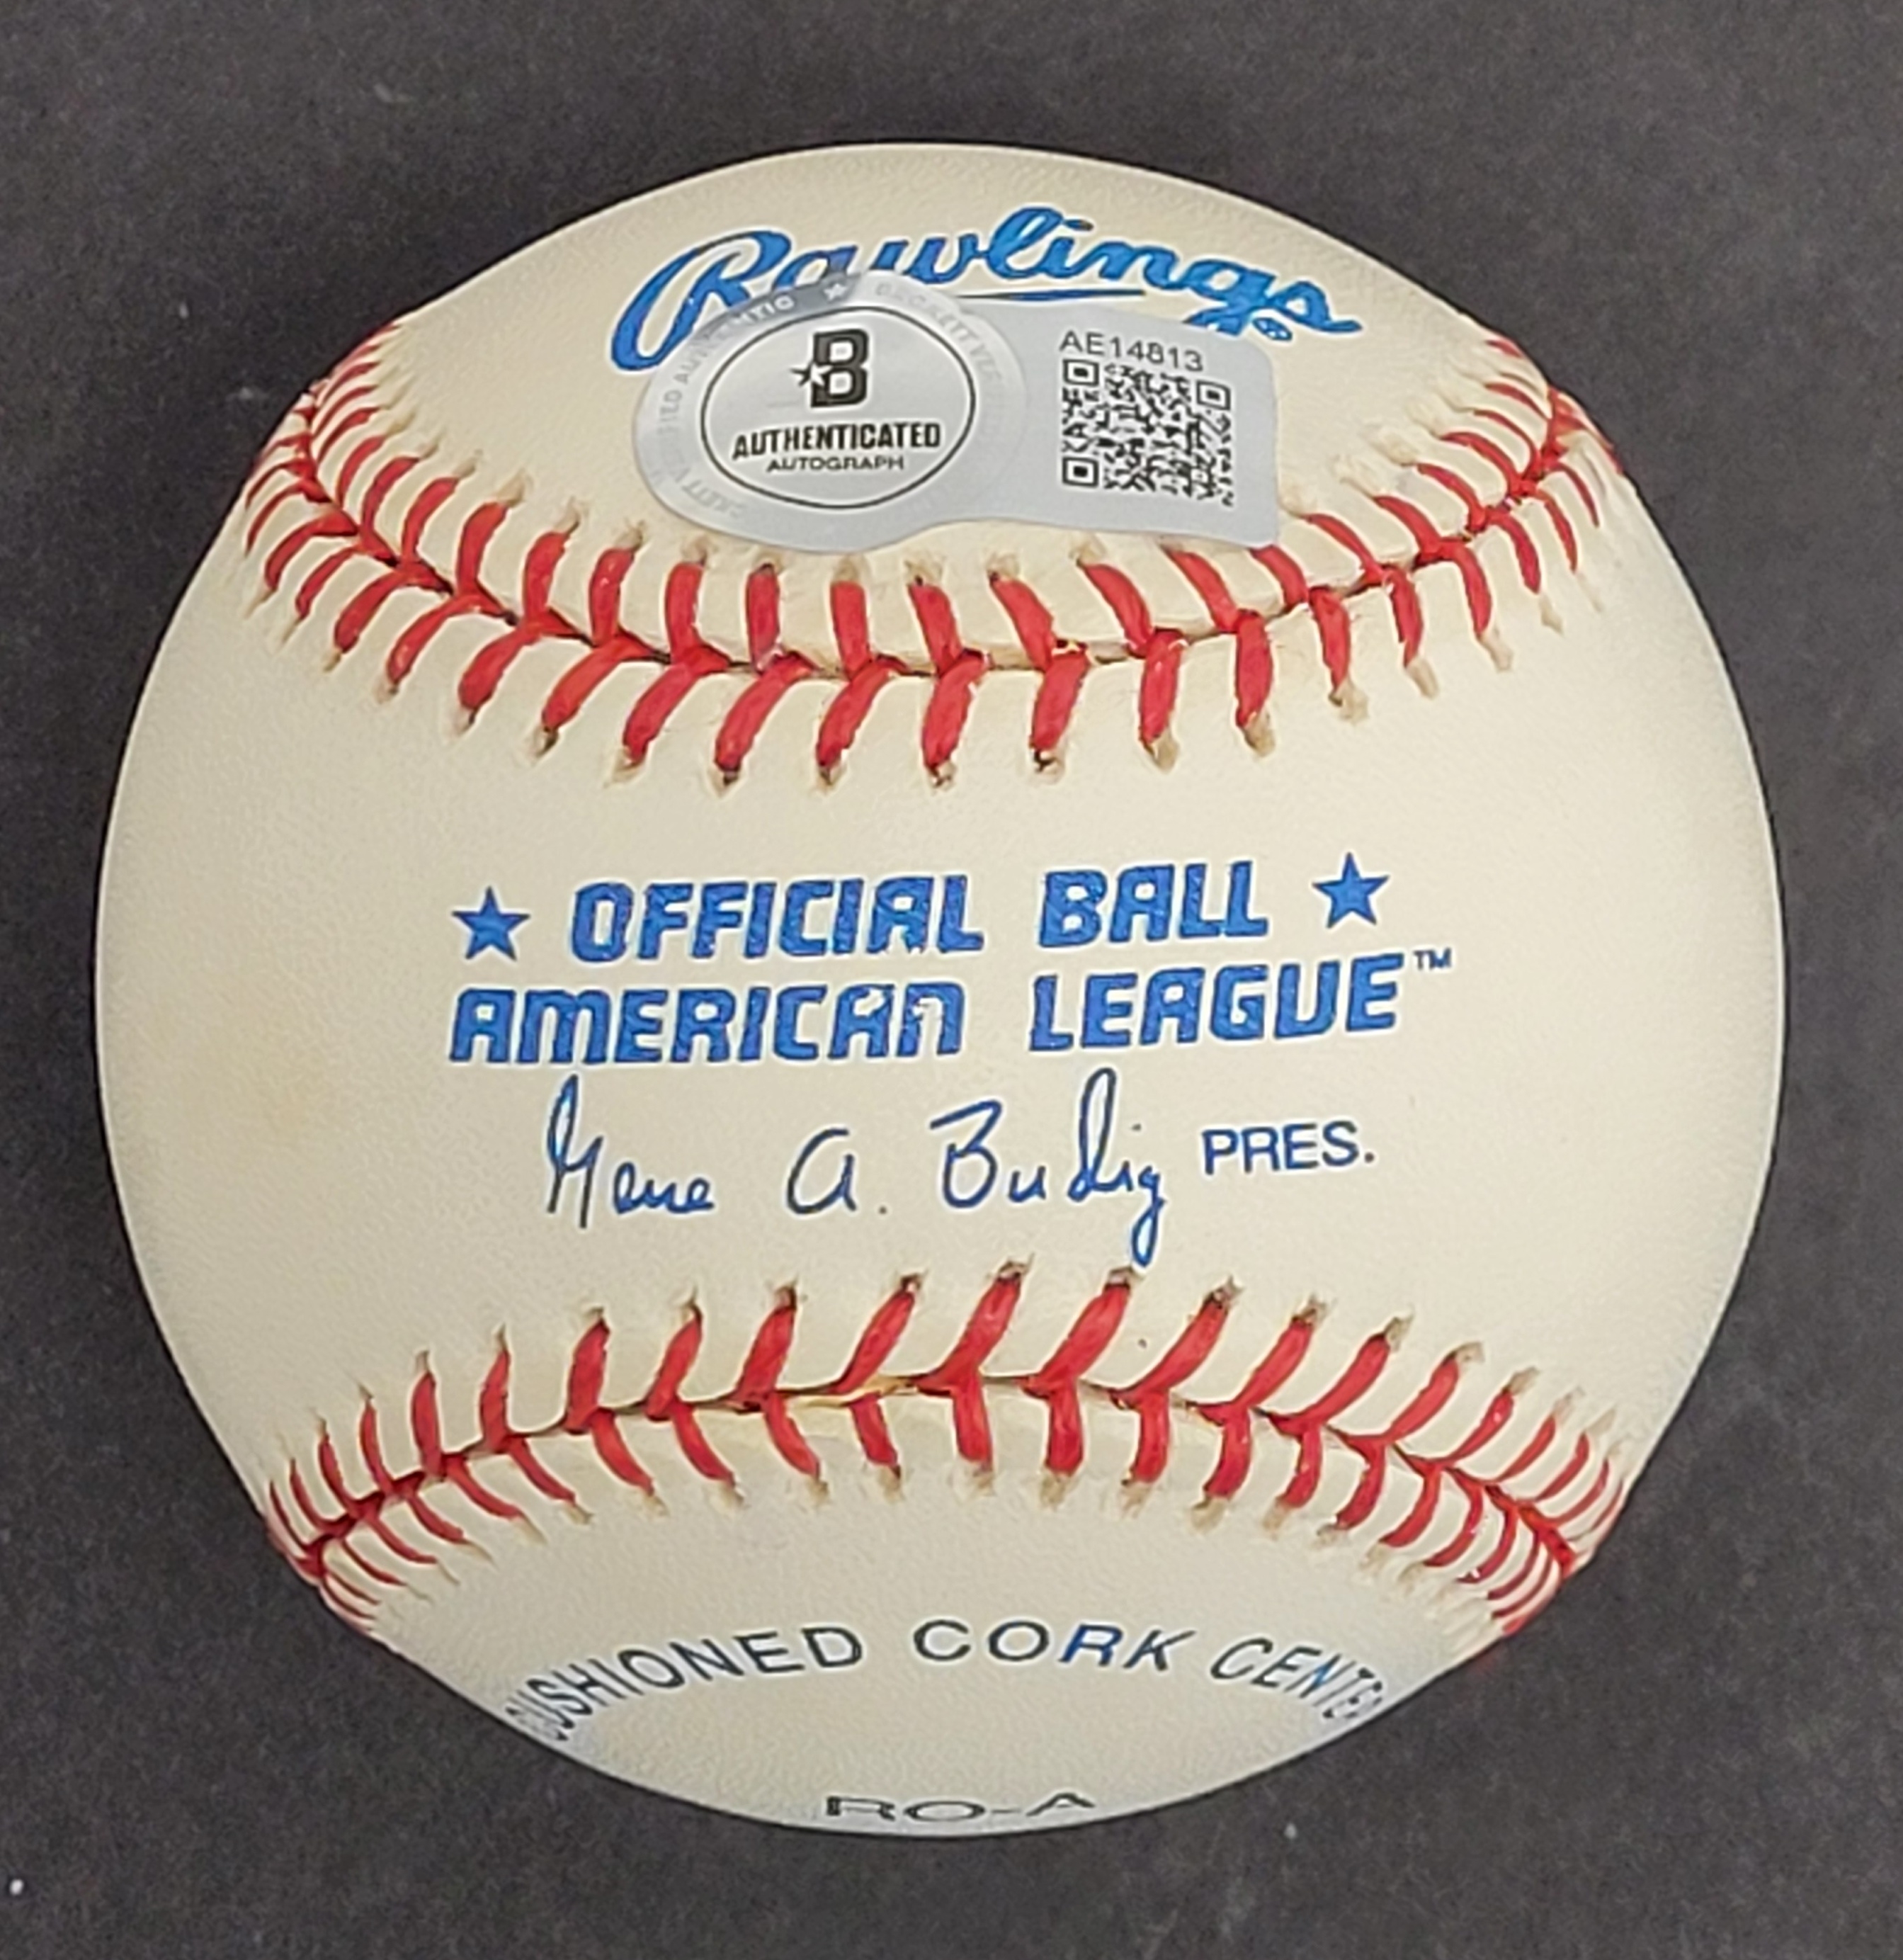 Rawlings
AE14813
B
AUTHENTICATED
AUTOGRAPH
OFFICIAL BALL
AMERICAN LEAGUE™
Gene A. Budig PRES.
CUSHIONED CORK CENTER
RO-A